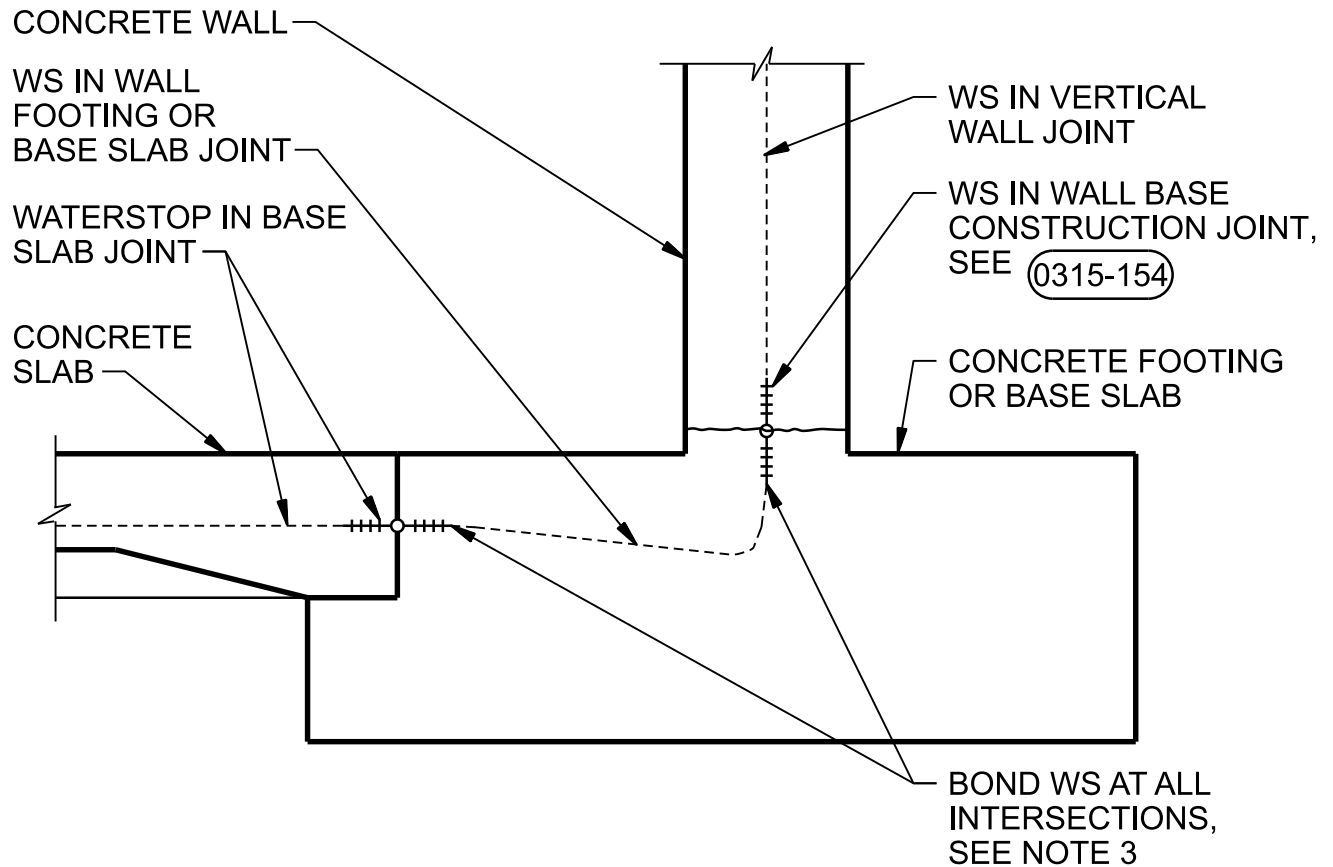 CONCRETE WALL
WS IN WALL
FOOTING OR
BASE SLAB JOINT
WATERSTOP IN BASE
SLAB JOINT
CONCRETE
SLAB
WS IN VERTICAL
WALL JOINT
WS IN WALL BASE
CONSTRUCTION JOINT,
SEE 0315-154
CONCRETE FOOTING
OR BASE SLAB
BOND WS AT ALL
INTERSECTIONS,
SEE NOTE 3